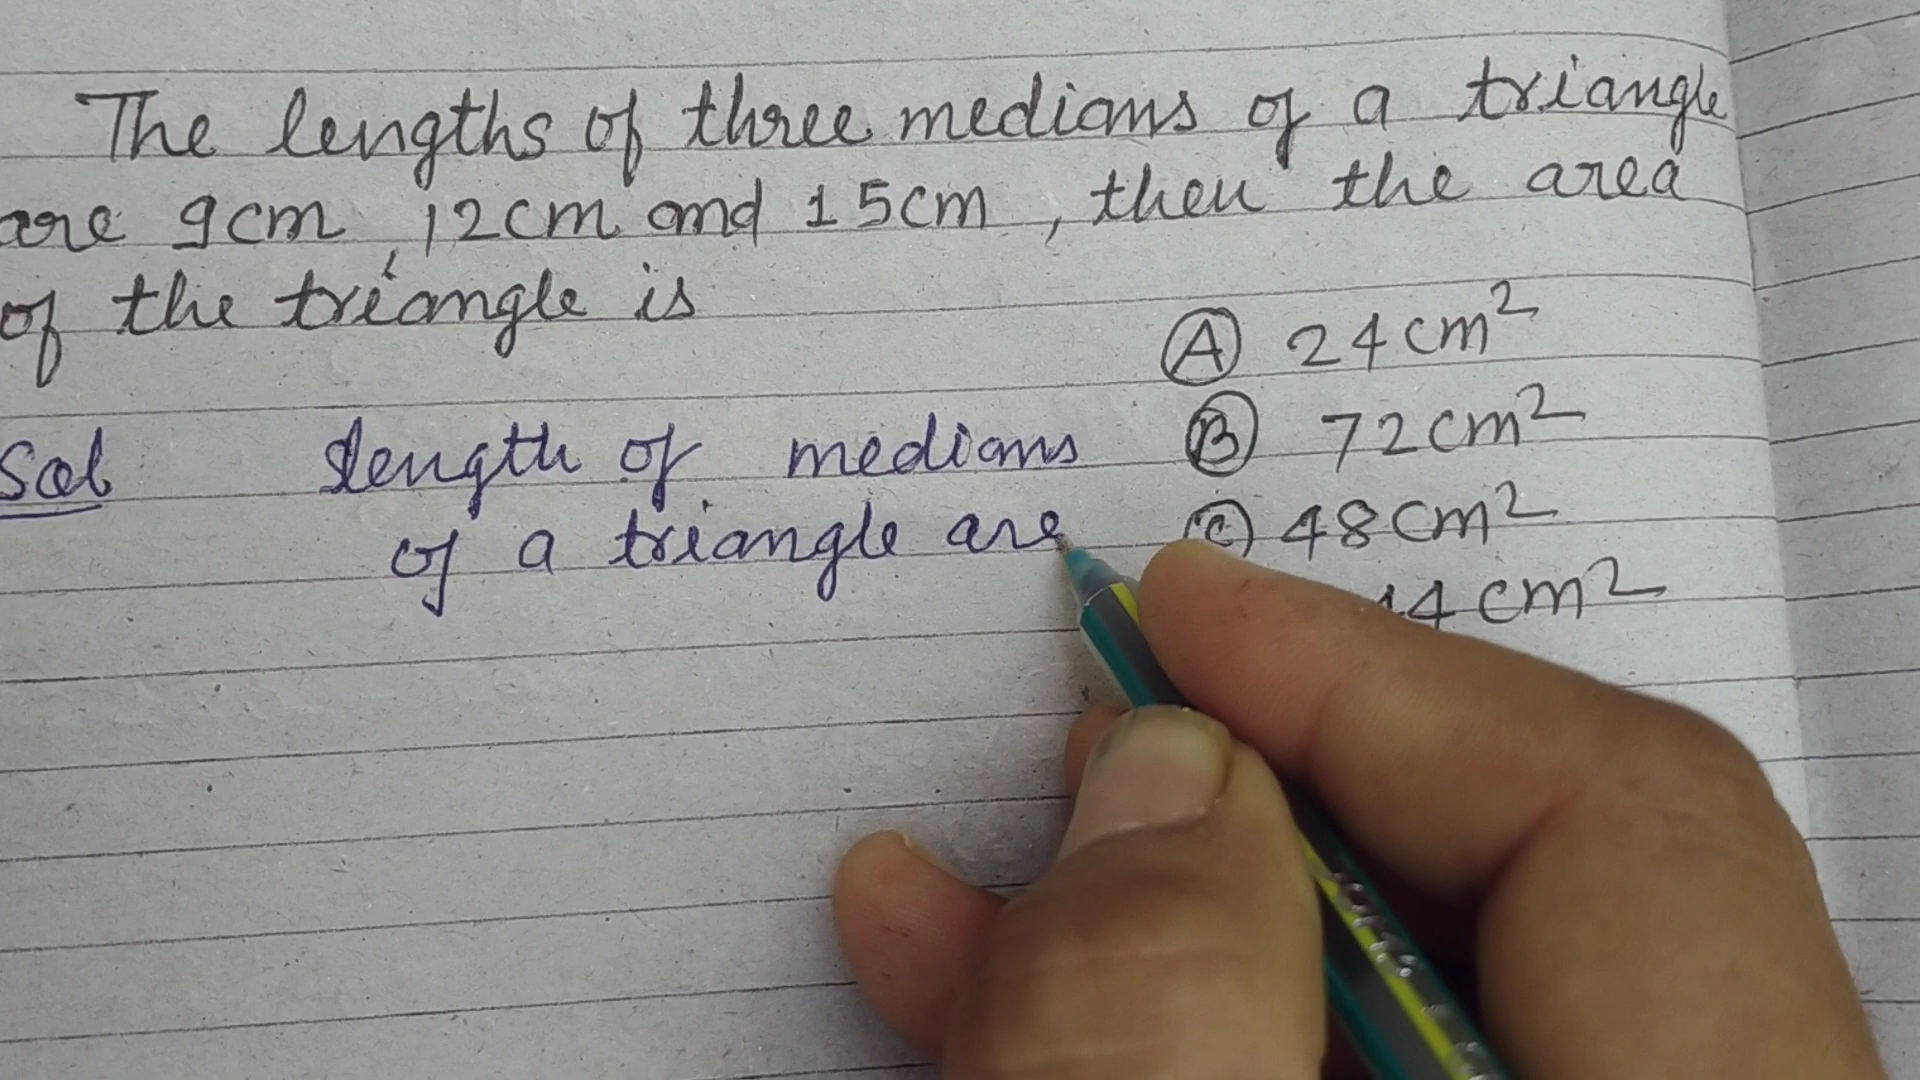 The lengths of three medians of a triangle
are 9cm, 12cm and 15cm, then the area
of the triangle is
Ⓐ 24cm²
Ⓑ 72cm²
Ⓒ 48cm²
44cm²
Sol length of medians
of a triangle are